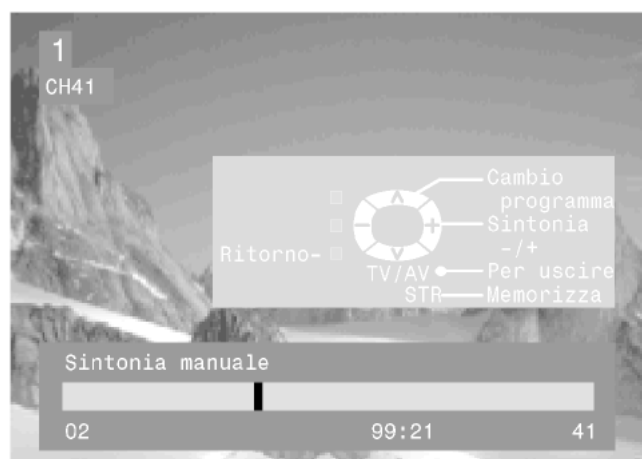 1
CH41
Cambio
programma
Sintonia
-/+
Ritorno-
TV/AV
Per uscire
STR
Memorizza
Sintonia manuale
02 99:21 41